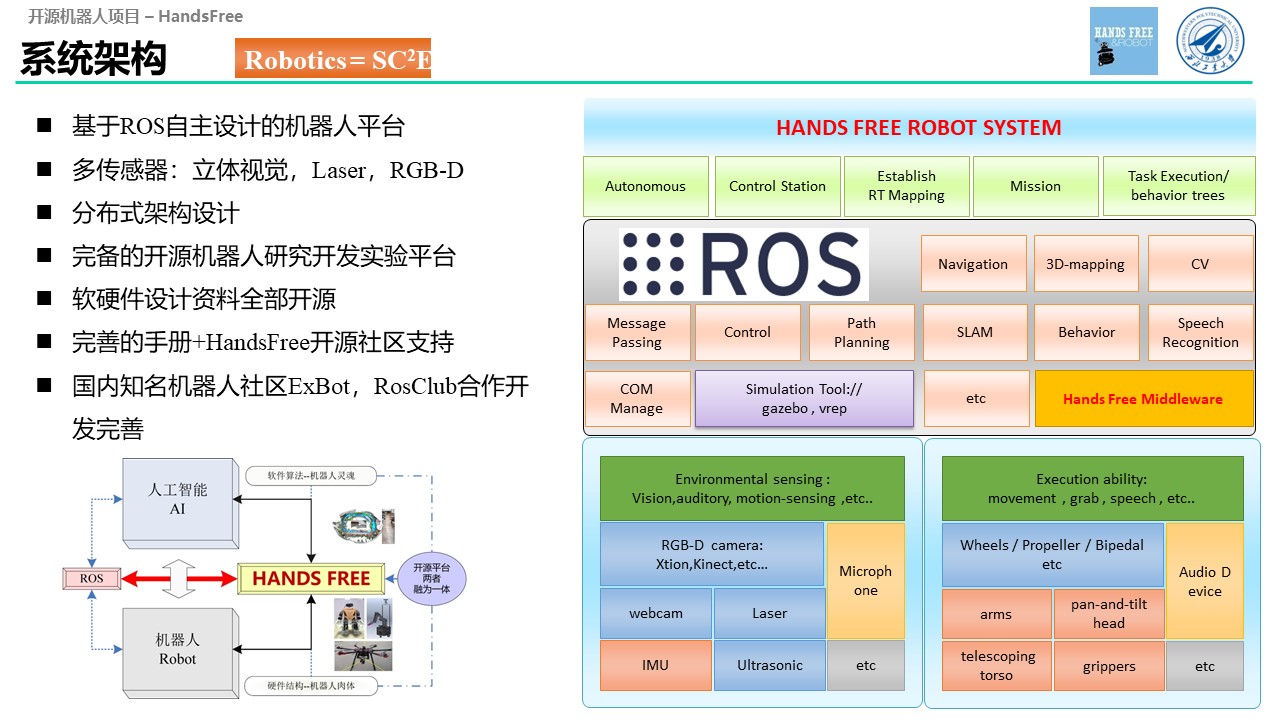 开源机器人项目 – HandsFree
系统架构
Robotics = SC²E
HANDS FREE
&ROBOT
基于ROS自主设计的机器人平台
多传感器：立体视觉，Laser，RGB-D
分布式架构设计
完备的开源机器人研究开发实验平台
软硬件设计资料全部开源
完善的手册+HandsFree开源社区支持
国内知名机器人社区ExBot，RosClub合作开
发完善
人工智能
AI
软件算法--机器人灵魂
ROS
HANDS FREE
开源平台
两者
融为一体
机器人
Robot
硬件结构--机器人肉体
HANDS FREE ROBOT SYSTEM
Autonomous
Control Station
Establish
RT Mapping
Mission
Task Execution/
behavior trees
ROS
Navigation
3D-mapping
CV
Message
Passing
Control
Path
Planning
SLAM
Behavior
Speech
Recognition
COM
Manage
Simulation Tool://
gazebo , vrep
etc
Hands Free Middleware
Environmental sensing :
Vision,auditory, motion-sensing ,etc..
RGB-D camera:
Xtion,Kinect,etc...
Microph
one
webcam
Laser
IMU
Ultrasonic
etc
Execution ability:
movement , grab , speech , etc..
Wheels / Propeller / Bipedal
etc
Audio D
evice
arms
pan-and-tilt
head
telescoping
torso
grippers
etc